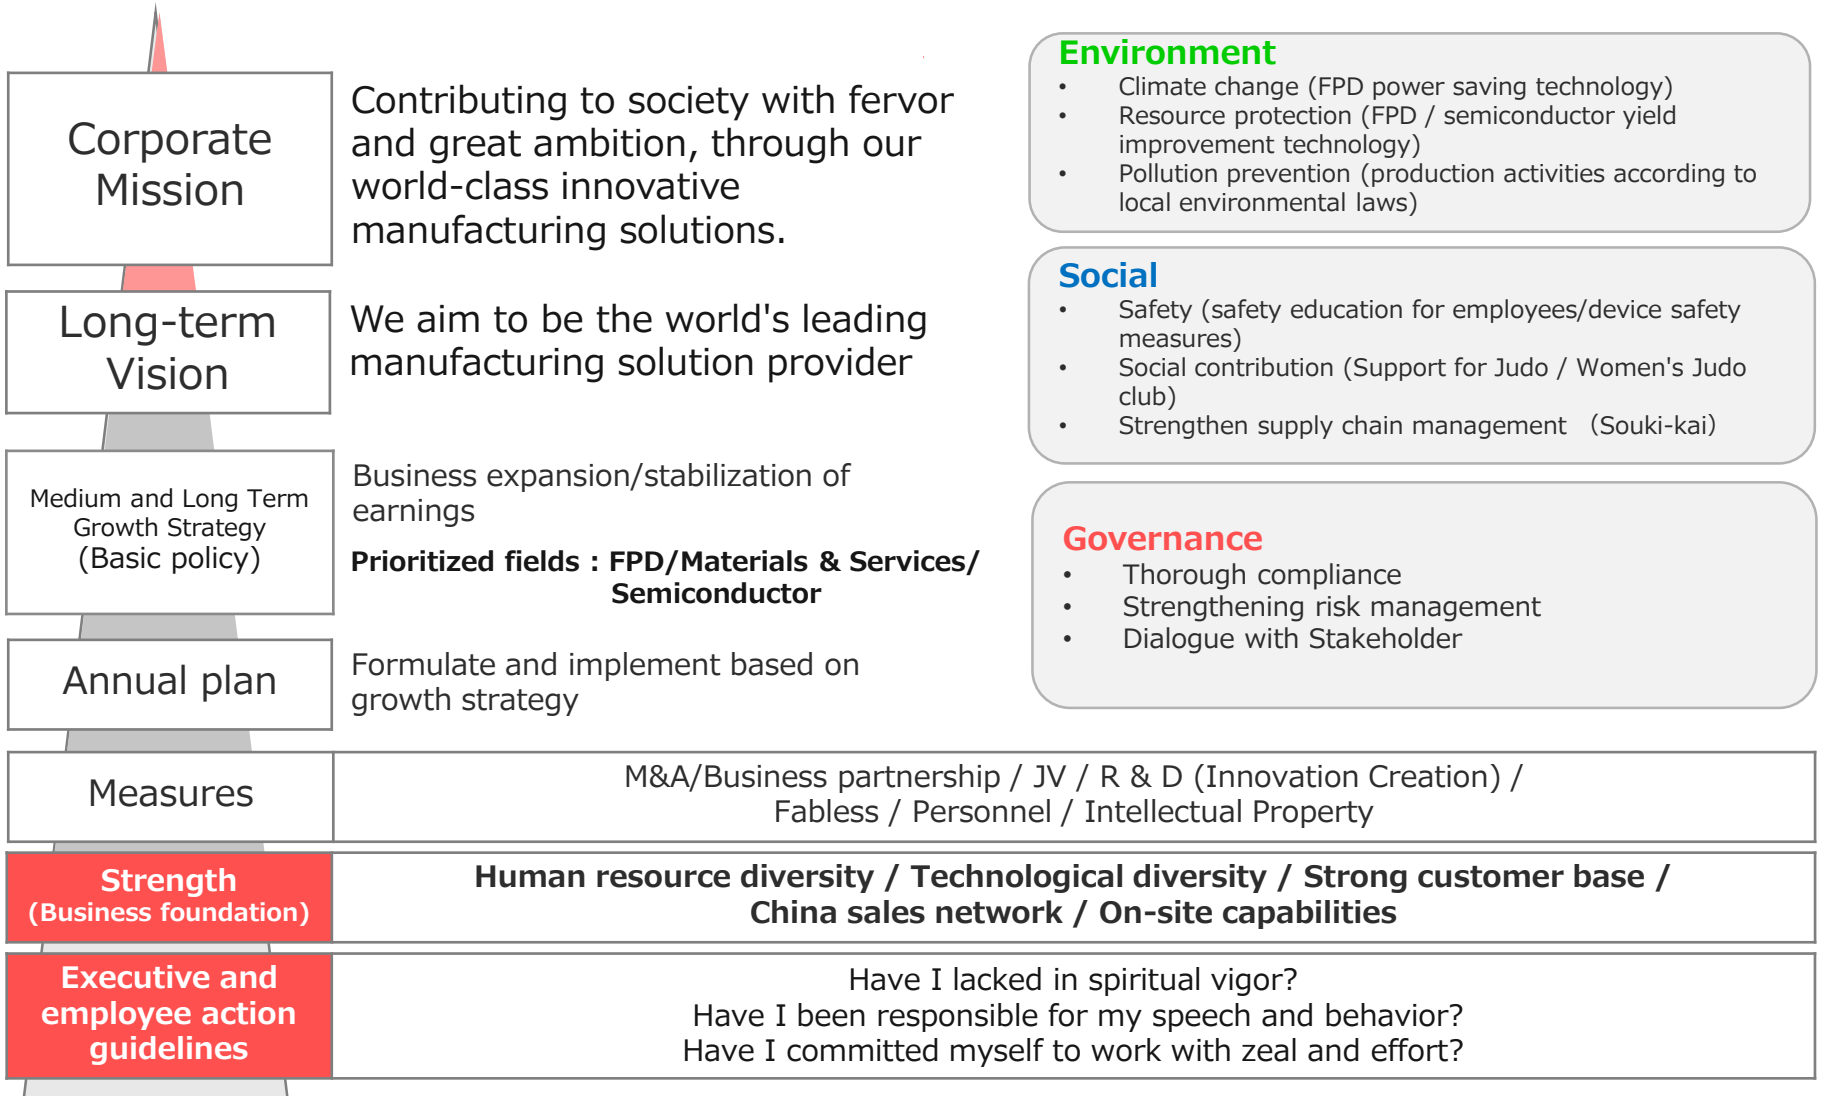 Corporate
Mission
Contributing to society with fervor
and great ambition, through our
world-class innovative
manufacturing solutions.
Long-term
Vision
We aim to be the world's leading
manufacturing solution provider
Medium and Long Term
Growth Strategy
(Basic policy)
Business expansion/stabilization of
earnings
Prioritized fields : FPD/Materials & Services/
Semiconductor
Annual plan
Formulate and implement based on
growth strategy
Environment
• Climate change (FPD power saving technology)
• Resource protection (FPD / semiconductor yield
improvement technology)
• Pollution prevention (production activities according to
local environmental laws)
Social
• Safety (safety education for employees/device safety
measures)
• Social contribution (Support for Judo / Women's Judo
club)
• Strengthen supply chain management （Souki-kai）
Governance
• Thorough compliance
• Strengthening risk management
• Dialogue with Stakeholder
Measures
M&A/Business partnership / JV / R & D (Innovation Creation) /
Fabless / Personnel / Intellectual Property
Strength
(Business foundation)
Human resource diversity / Technological diversity / Strong customer base /
China sales network / On-site capabilities
Executive and
employee action
guidelines
Have I lacked in spiritual vigor?
Have I been responsible for my speech and behavior?
Have I committed myself to work with zeal and effort?